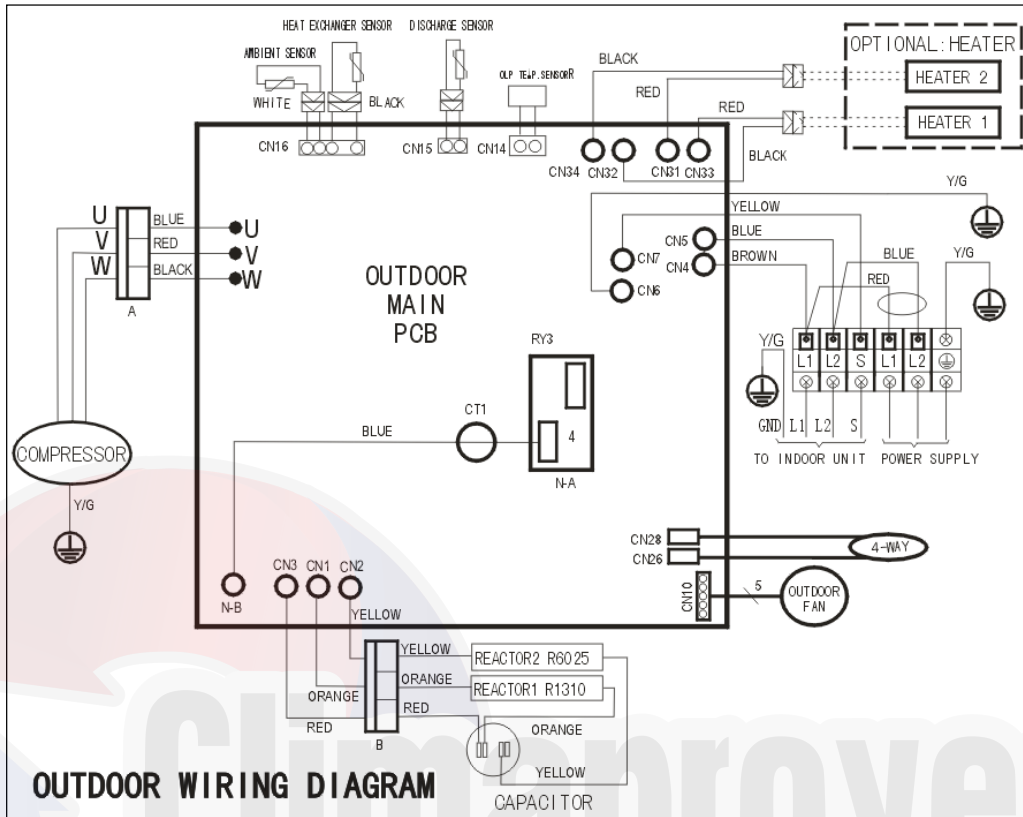 HEAT EXCHANGER SENSOR
DISCHARGE SENSOR
AMBIENT SENSOR
OLP TEMP.SENSORR
WHITE
BLACK
BLACK
RED
RED
BLACK
OPTIONAL:HEATER
HEATER 2
HEATER 1
CN16
CN15
CN14
CN34
CN32
CN31
CN33
Y/G
U
V
W
BLUE
RED
BLACK
U
V
W
A
YELLOW
CN5
BLUE
CN7
CN4
BROWN
CN6
BLUE
RED
Y/G
OUTDOOR
MAIN
PCB
RY3
Y/G
L1
L2
S
L1
L2
CT1
4
BLUE
N-A
GND
L1
L2
S
TO INDOOR UNIT
POWER SUPPLY
COMPRESSOR
Y/G
CN28
CN26
4-WAY
CN10
5
OUTDOOR
FAN
N-B
CN3
CN1
CN2
YELLOW
YELLOW
REACTOR2 R6025
ORANGE
REACTOR1 R1310
ORANGE
RED
RED
ORANGE
B
YELLOW
OUTDOOR WIRING DIAGRAM
CAPACITOR
Climaprove